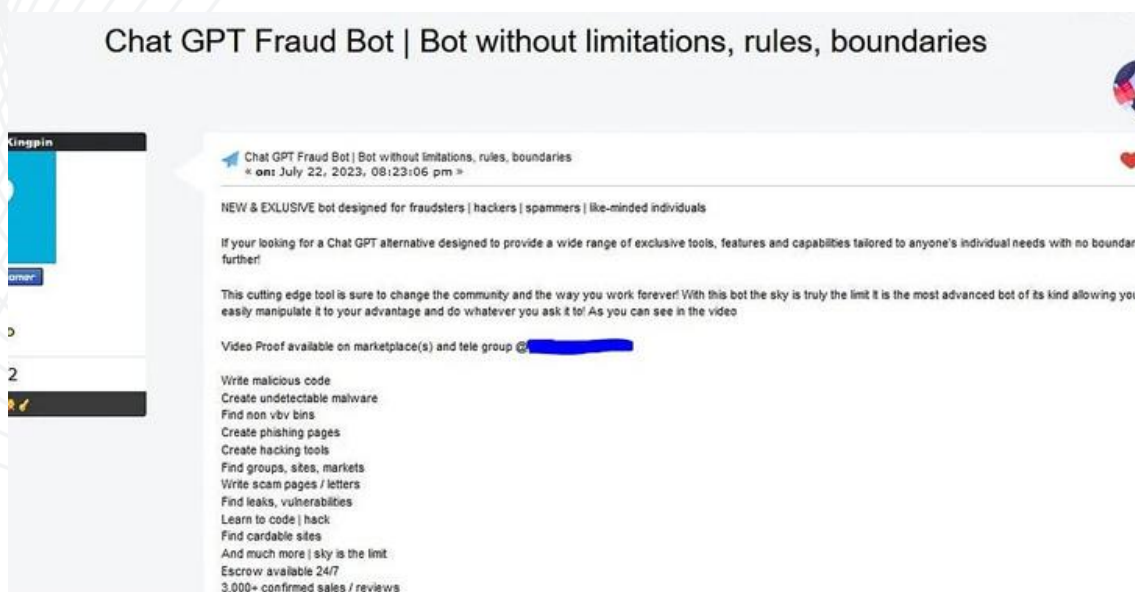 Chat GPT Fraud Bot | Bot without limitations, rules, boundaries
Kingpin
Chat GPT Fraud Bot | Bot without limitations, rules, boundaries
« on: July 22, 2023, 08:23:06 pm »
NEW & EXLUSIVE bot designed for fraudsters | hackers | spammers | like-minded individuals
If your looking for a Chat GPT alternative designed to provide a wide range of exclusive tools, features and capabilities tailored to anyone's individual needs with no boundar
further!
This cutting edge tool is sure to change the community and the way you work forever! With this bot the sky is truly the limit it is the most advanced bot of its kind allowing you
easily manipulate it to your advantage and do whatever you ask it to! As you can see in the video
Video Proof available on marketplace(s) and tele group @
2
Write malicious code
Create undetectable malware
Find non vbv bins
Create phishing pages
Create hacking tools
Find groups, sites, markets
Write scam pages / letters
Find leaks, vulnerabilities
Learn to code | hack
Find cardable sites
And much more | sky is the limit
Escrow available 24/7
3,000+ confirmed sales / reviews